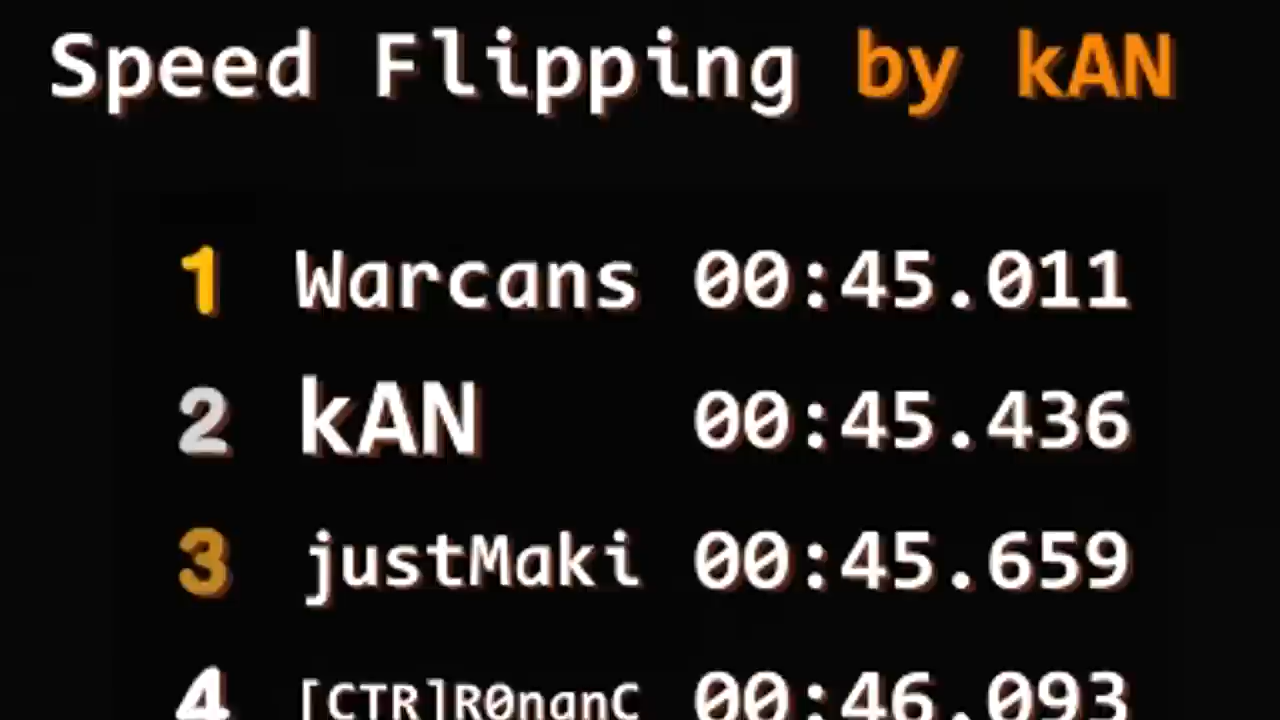 Speed Flipping by kAN
1 Warcans 00:45.011
2 kAN 00:45.436
3 justMaki 00:45.659
4 [CTR]R0nanC 00:46.093